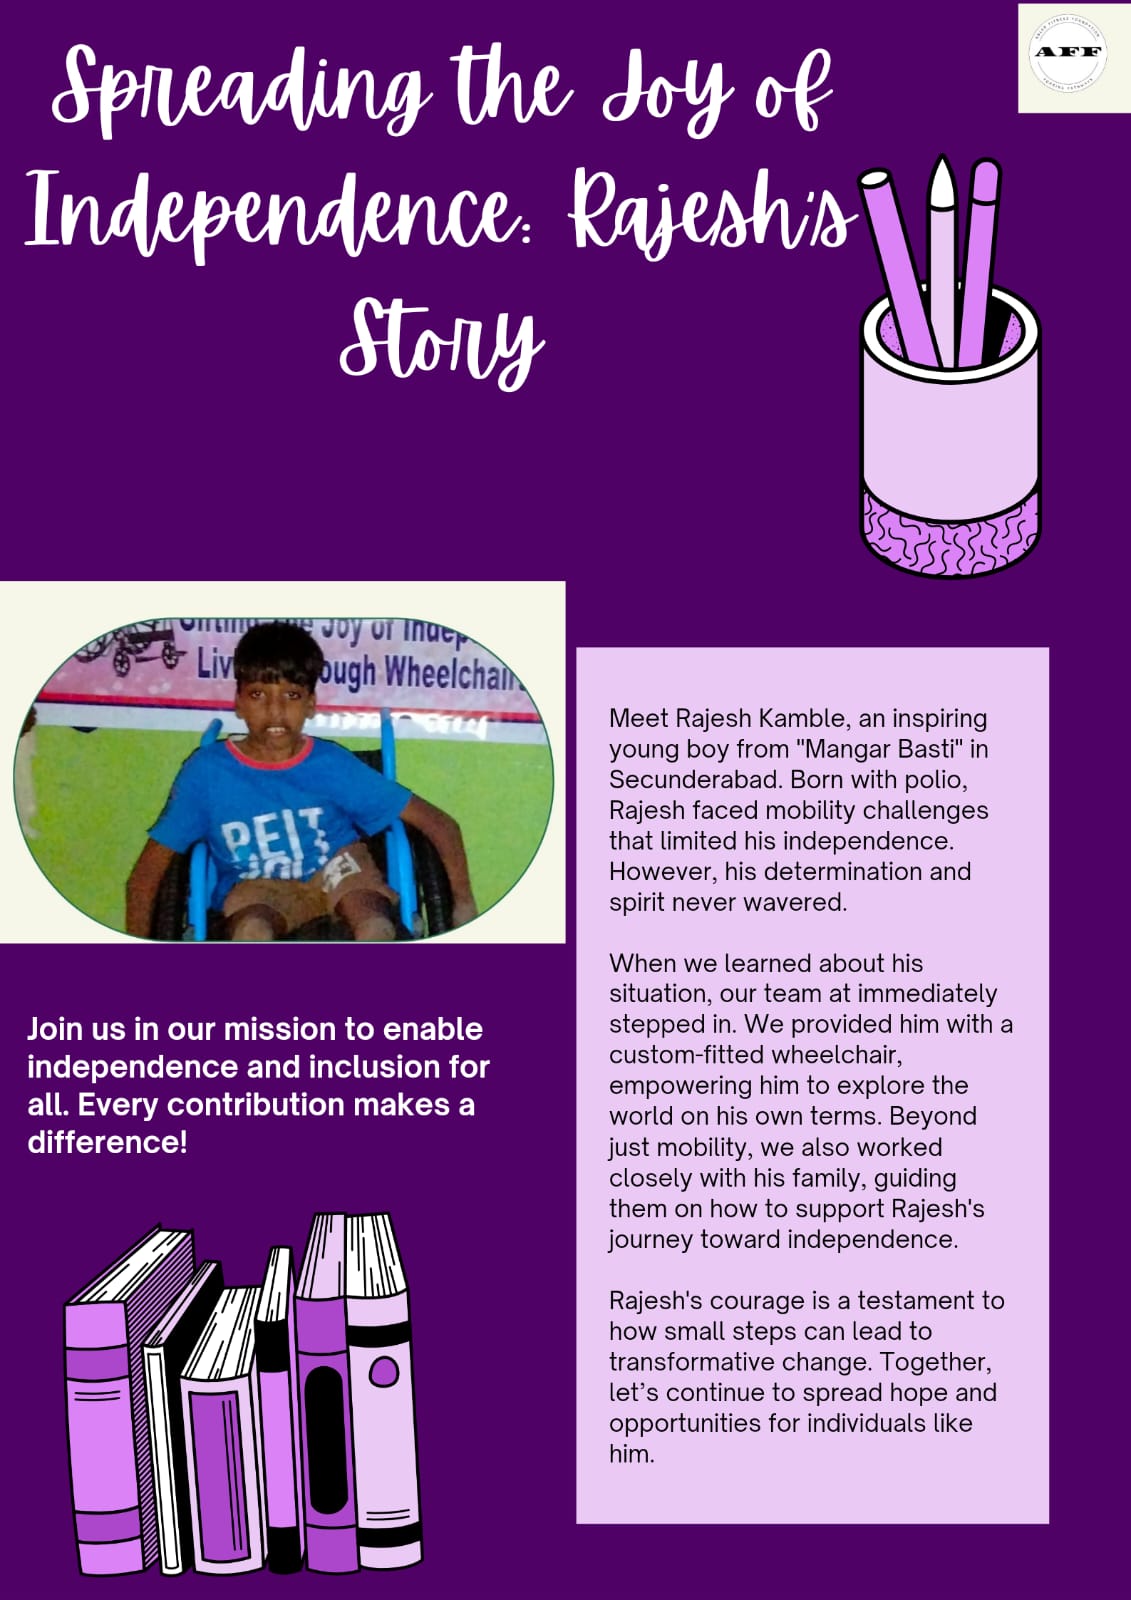 Spreading the Joy of
Independence: Rajesh's
Story
AFF
Joy of
Wheelchair
Meet Rajesh Kamble, an inspiring
young boy from "Mangar Basti" in
Secunderabad. Born with polio,
Rajesh faced mobility challenges
that limited his independence.
However, his determination and
spirit never wavered.
When we learned about his
situation, our team at immediately
stepped in. We provided him with a
custom-fitted wheelchair,
empowering him to explore the
world on his own terms. Beyond
just mobility, we also worked
closely with his family, guiding
them on how to support Rajesh's
journey toward independence.
Rajesh's courage is a testament to
how small steps can lead to
transformative change. Together,
let’s continue to spread hope and
opportunities for individuals like
him.
Join us in our mission to enable
independence and inclusion for
all. Every contribution makes a
difference!